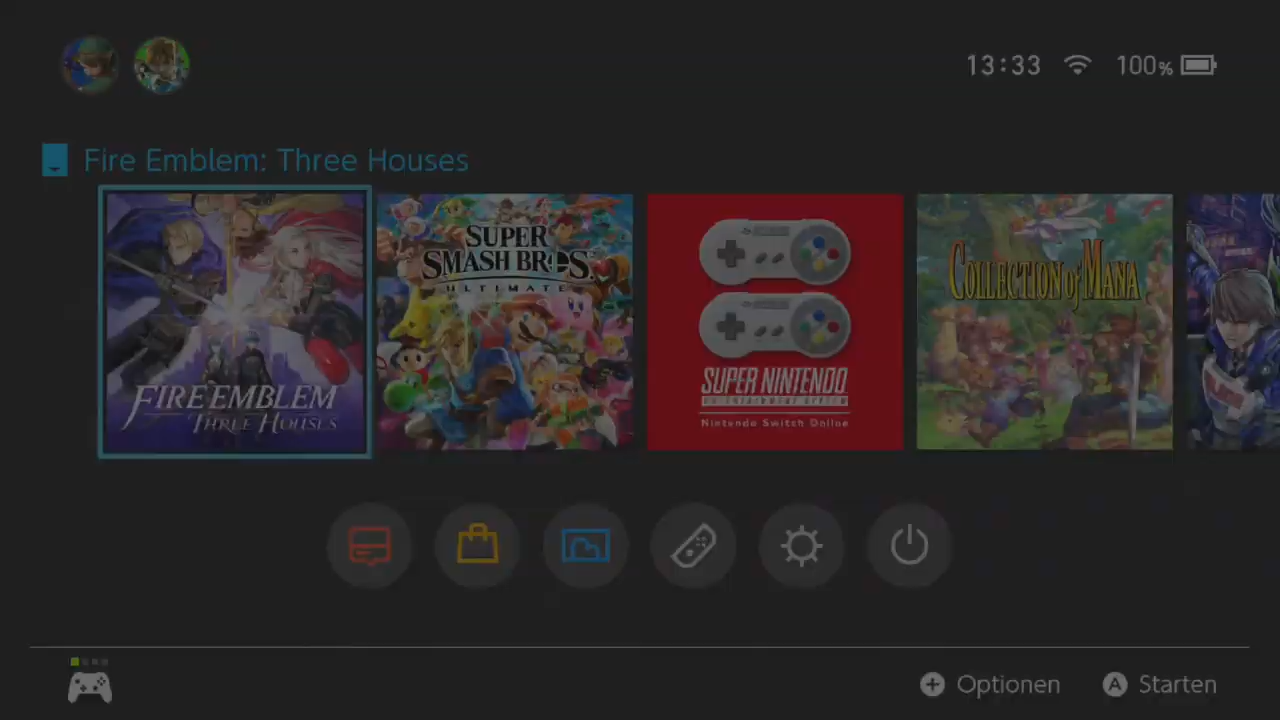 13:33
100%
Fire Emblem: Three Houses
FIRE EMBLEM
THREE HOUSES
SUPER
SMASH BROS.
ULTIMATE
SUPER NINTENDO
ENTERTAINMENT SYSTEM
Nintendo Switch Online
COLLECTION of MANA
+ Optionen
A Starten